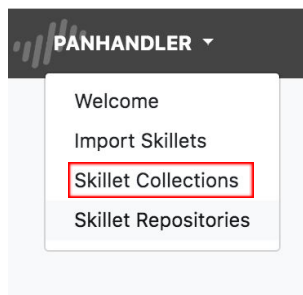 PANHANDLER
Welcome
Import Skillets
Skillet Collections
Skillet Repositories